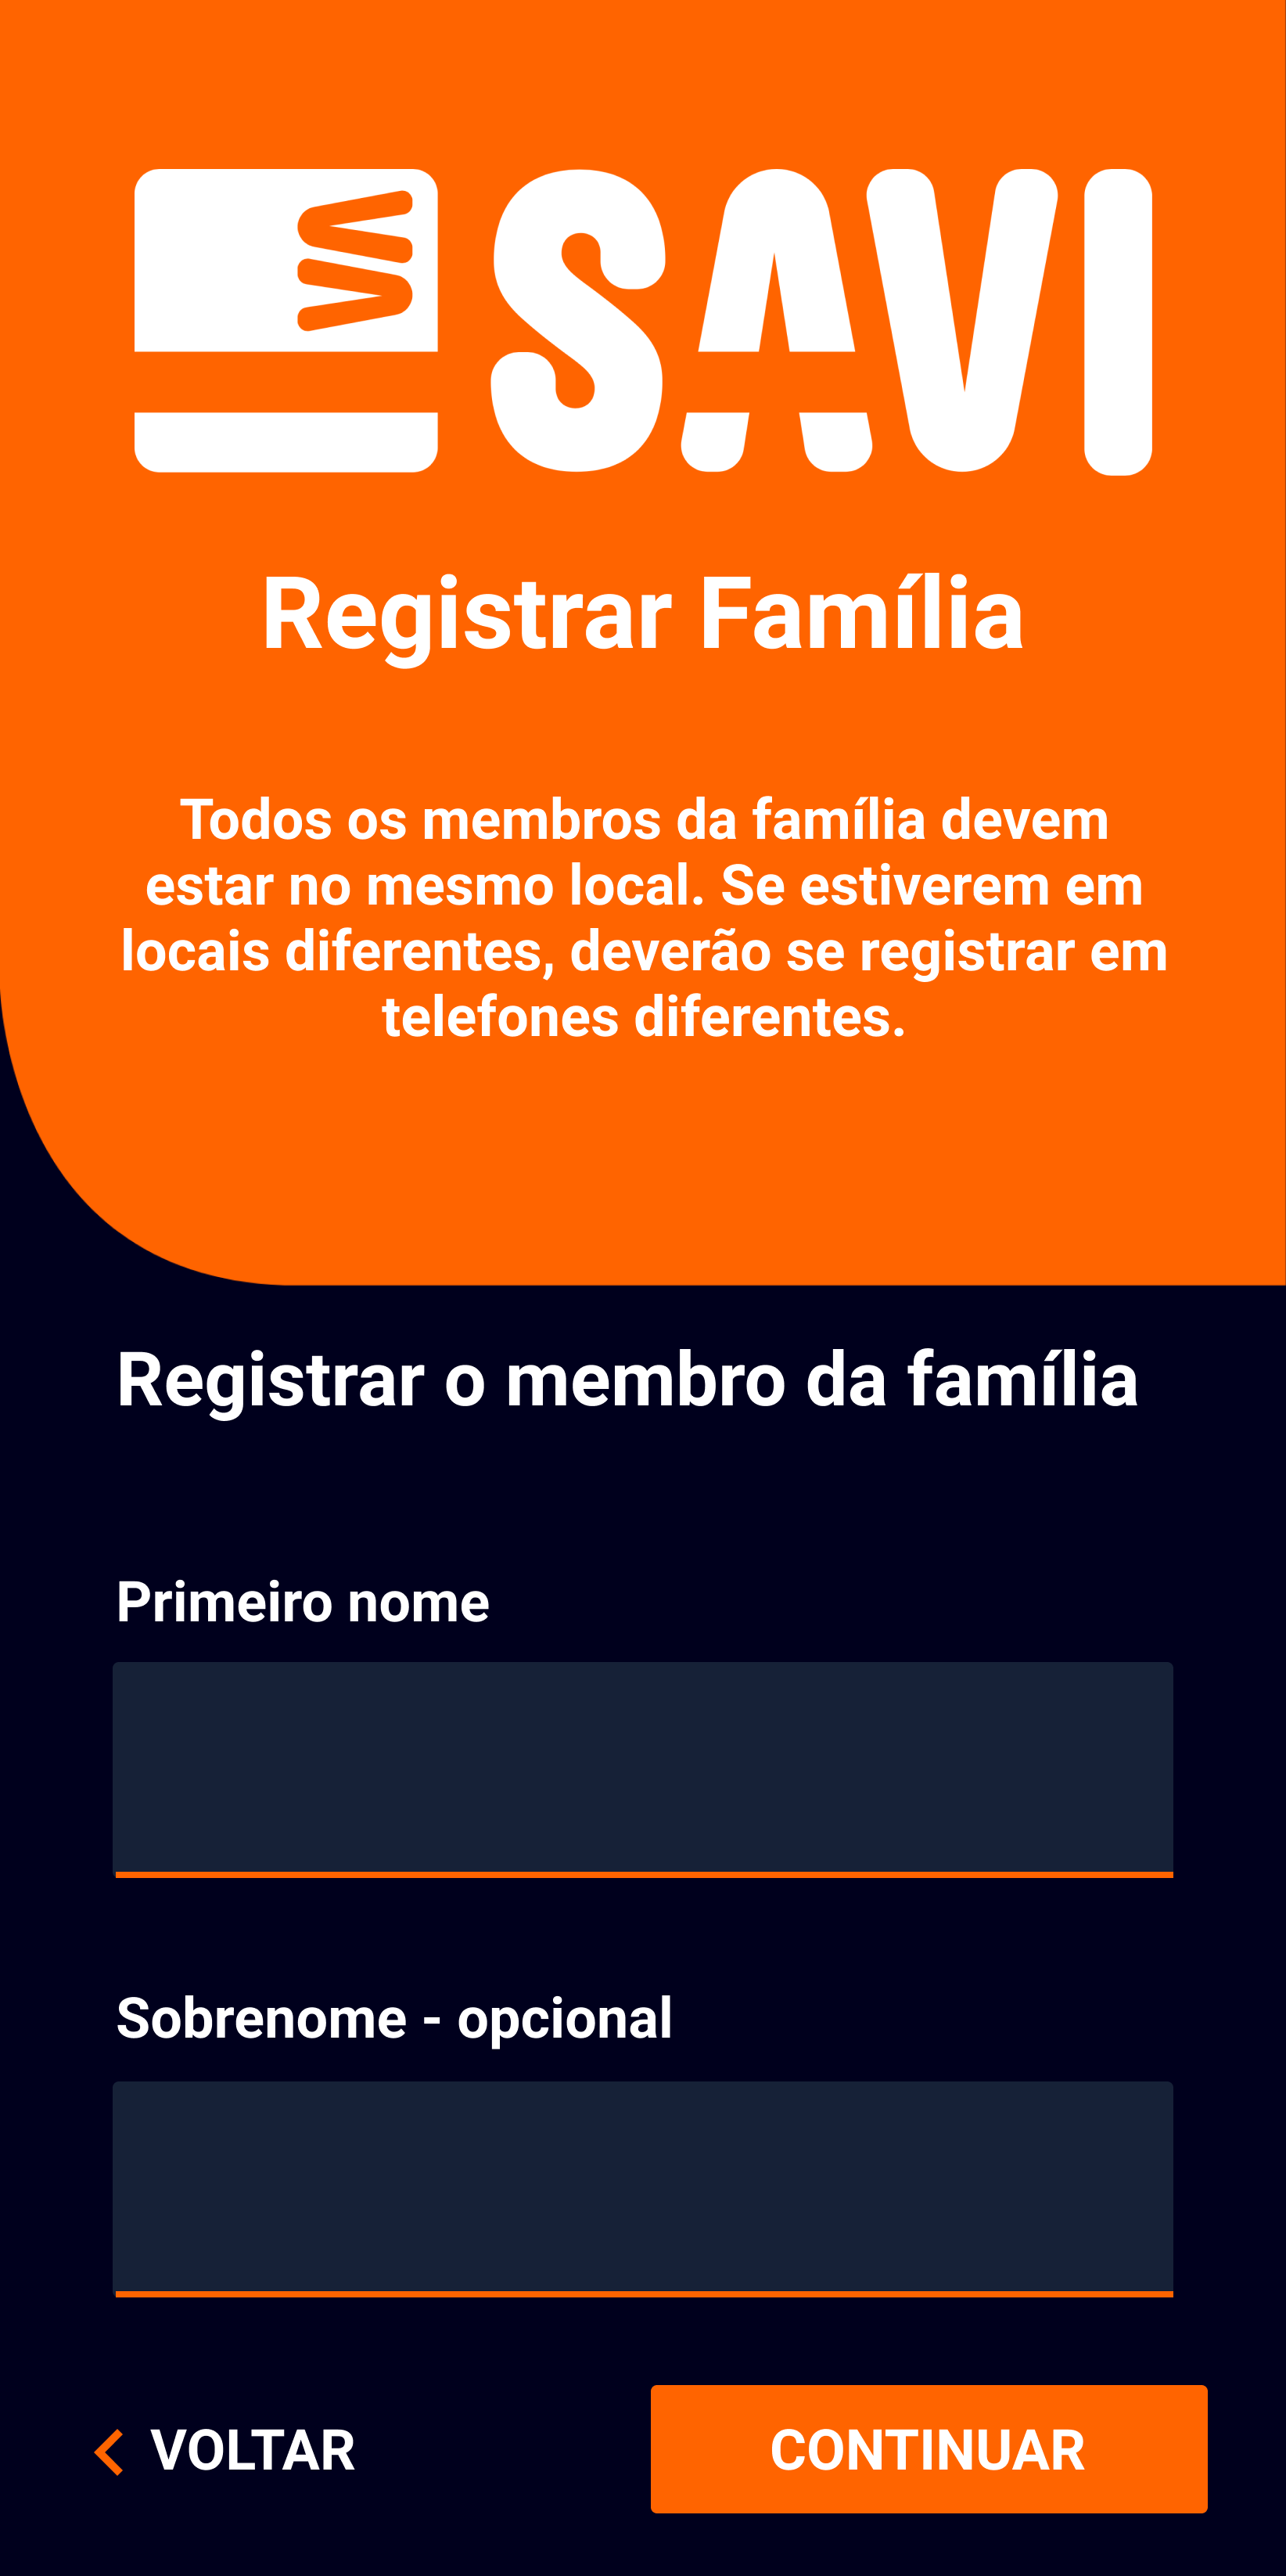 SAVI
Registrar Família
Todos os membros da família devem
estar no mesmo local. Se estiverem em
locais diferentes, deverão se registrar em
telefones diferentes.
Registrar o membro da família
Primeiro nome
Sobrenome - opcional
VOLTAR
CONTINUAR